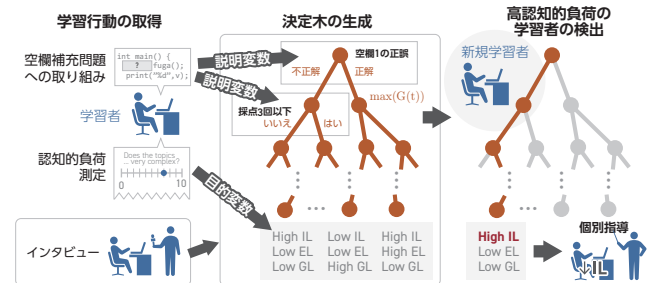 学習行動の取得
空欄補充問題
への取り組み
int main() {
? fuga();
print("%d",v);
学習者
認知的負荷
測定
Does the topics
... very complex?
0 10
インタビュー
説明変数
説明変数
目的変数
決定木の生成
空欄1の正誤
不正解 正解
採点3回以下
いいえ はい
max(G(t))
...
High IL Low IL High IL
Low EL Low EL High EL
Low GL High GL Low GL
高認知的負荷の
学習者の検出
新規学習者
...
High IL
Low EL
Low GL
個別指導
↓IL